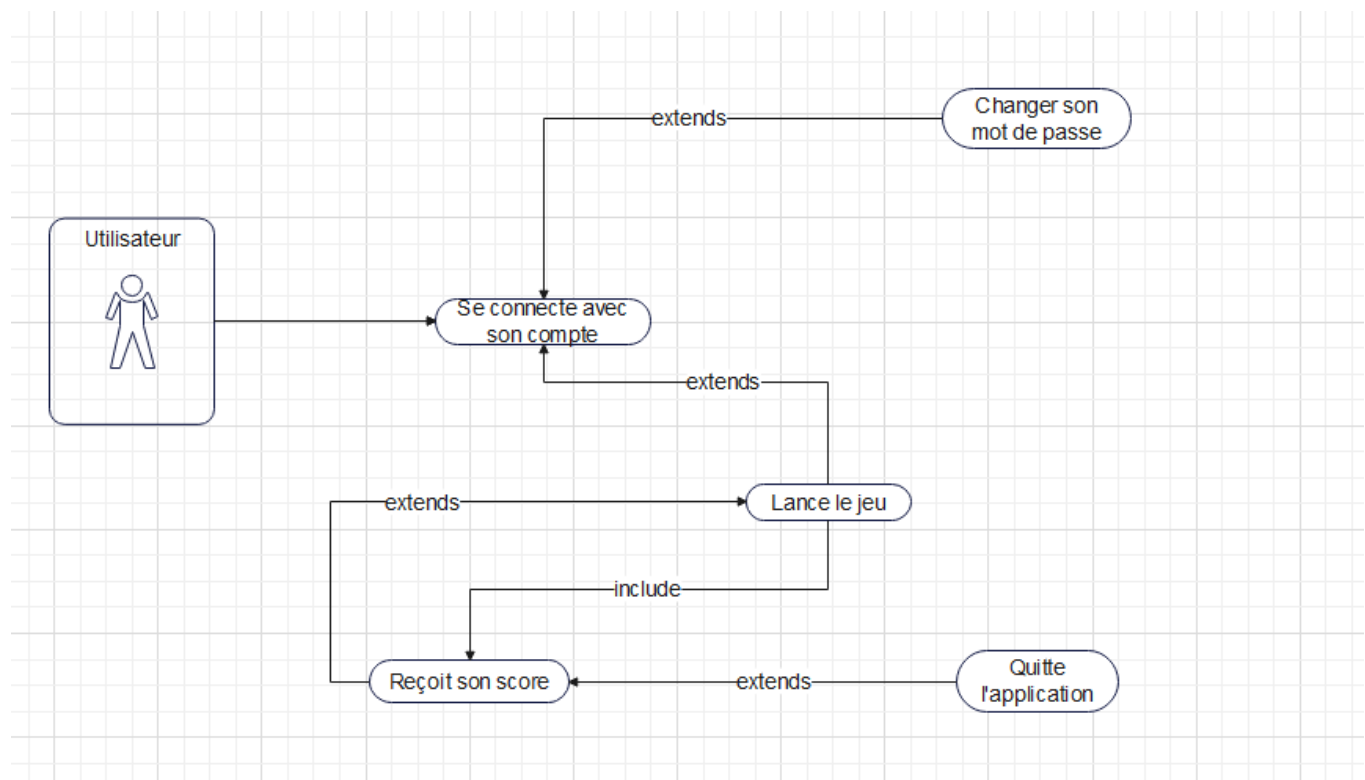 Changer son
mot de passe
extends
Utilisateur
Se connecte avec
son compte
extends
extends
Lance le jeu
include
Reçoit son score
extends
Quitte
l'application